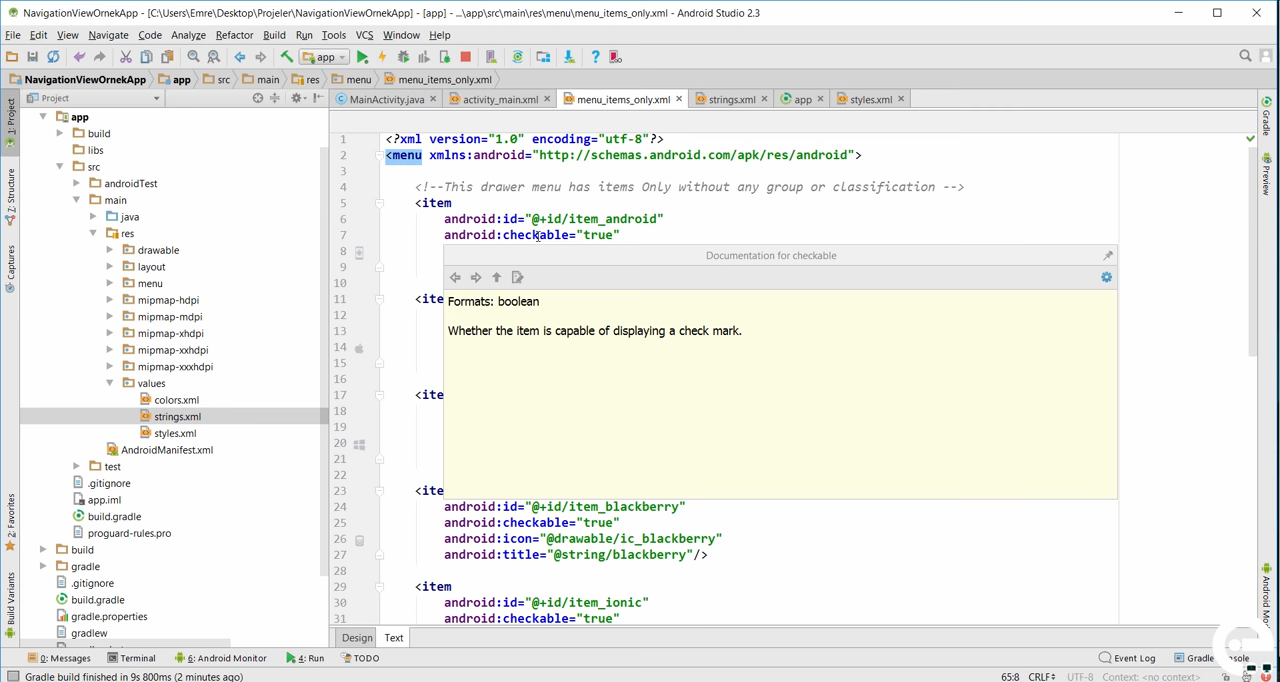 NavigationViewOrnekApp - [C:\Users\Emre\Desktop\Projeler\NavigationViewOrnekApp] - [app] - ...\app\src\main\res\menu\menu_items_only.xml - Android Studio 2.3
File Edit View Navigate Code Analyze Refactor Build Run Tools VCS Window Help
app
NavigationViewOrnekApp app src main res menu menu_items_only.xml
Project
MainActivity.java activity_main.xml menu_items_only.xml strings.xml app styles.xml
1: Project
Z: Structure
Captures
2: Favorites
Build Variants
app
build
libs
src
androidTest
main
java
res
drawable
layout
menu
mipmap-hdpi
mipmap-mdpi
mipmap-xhdpi
mipmap-xxhdpi
mipmap-xxxhdpi
values
colors.xml
strings.xml
styles.xml
AndroidManifest.xml
test
.gitignore
app.iml
build.gradle
proguard-rules.pro
build
gradle
.gitignore
build.gradle
gradle.properties
gradlew
1 <?xml version="1.0" encoding="utf-8"?>
2 <menu xmlns:android="http://schemas.android.com/apk/res/android">
3
4 <!--This drawer menu has items Only without any group or classification -->
5 <item
6 android:id="@+id/item_android"
7 android:checkable="true"
8
9
10
11 <ite
12
13
14
15
16
17 <ite
18
19
20
21
22
23 <ite
24 android:id="@+id/item_blackberry"
25 android:checkable="true"
26 android:icon="@drawable/ic_blackberry"
27 android:title="@string/blackberry"/>
28
29 <item
30 android:id="@+id/item_ionic"
31 android:checkable="true"
Documentation for checkable
Formats: boolean
Whether the item is capable of displaying a check mark.
Design Text
Gradle
Preview
Android Mo
0: Messages Terminal 6: Android Monitor 4: Run TODO Event Log Gradle
Gradle build finished in 9s 800ms (2 minutes ago) 65:8 CRLF UTF-8 Context: <no context>